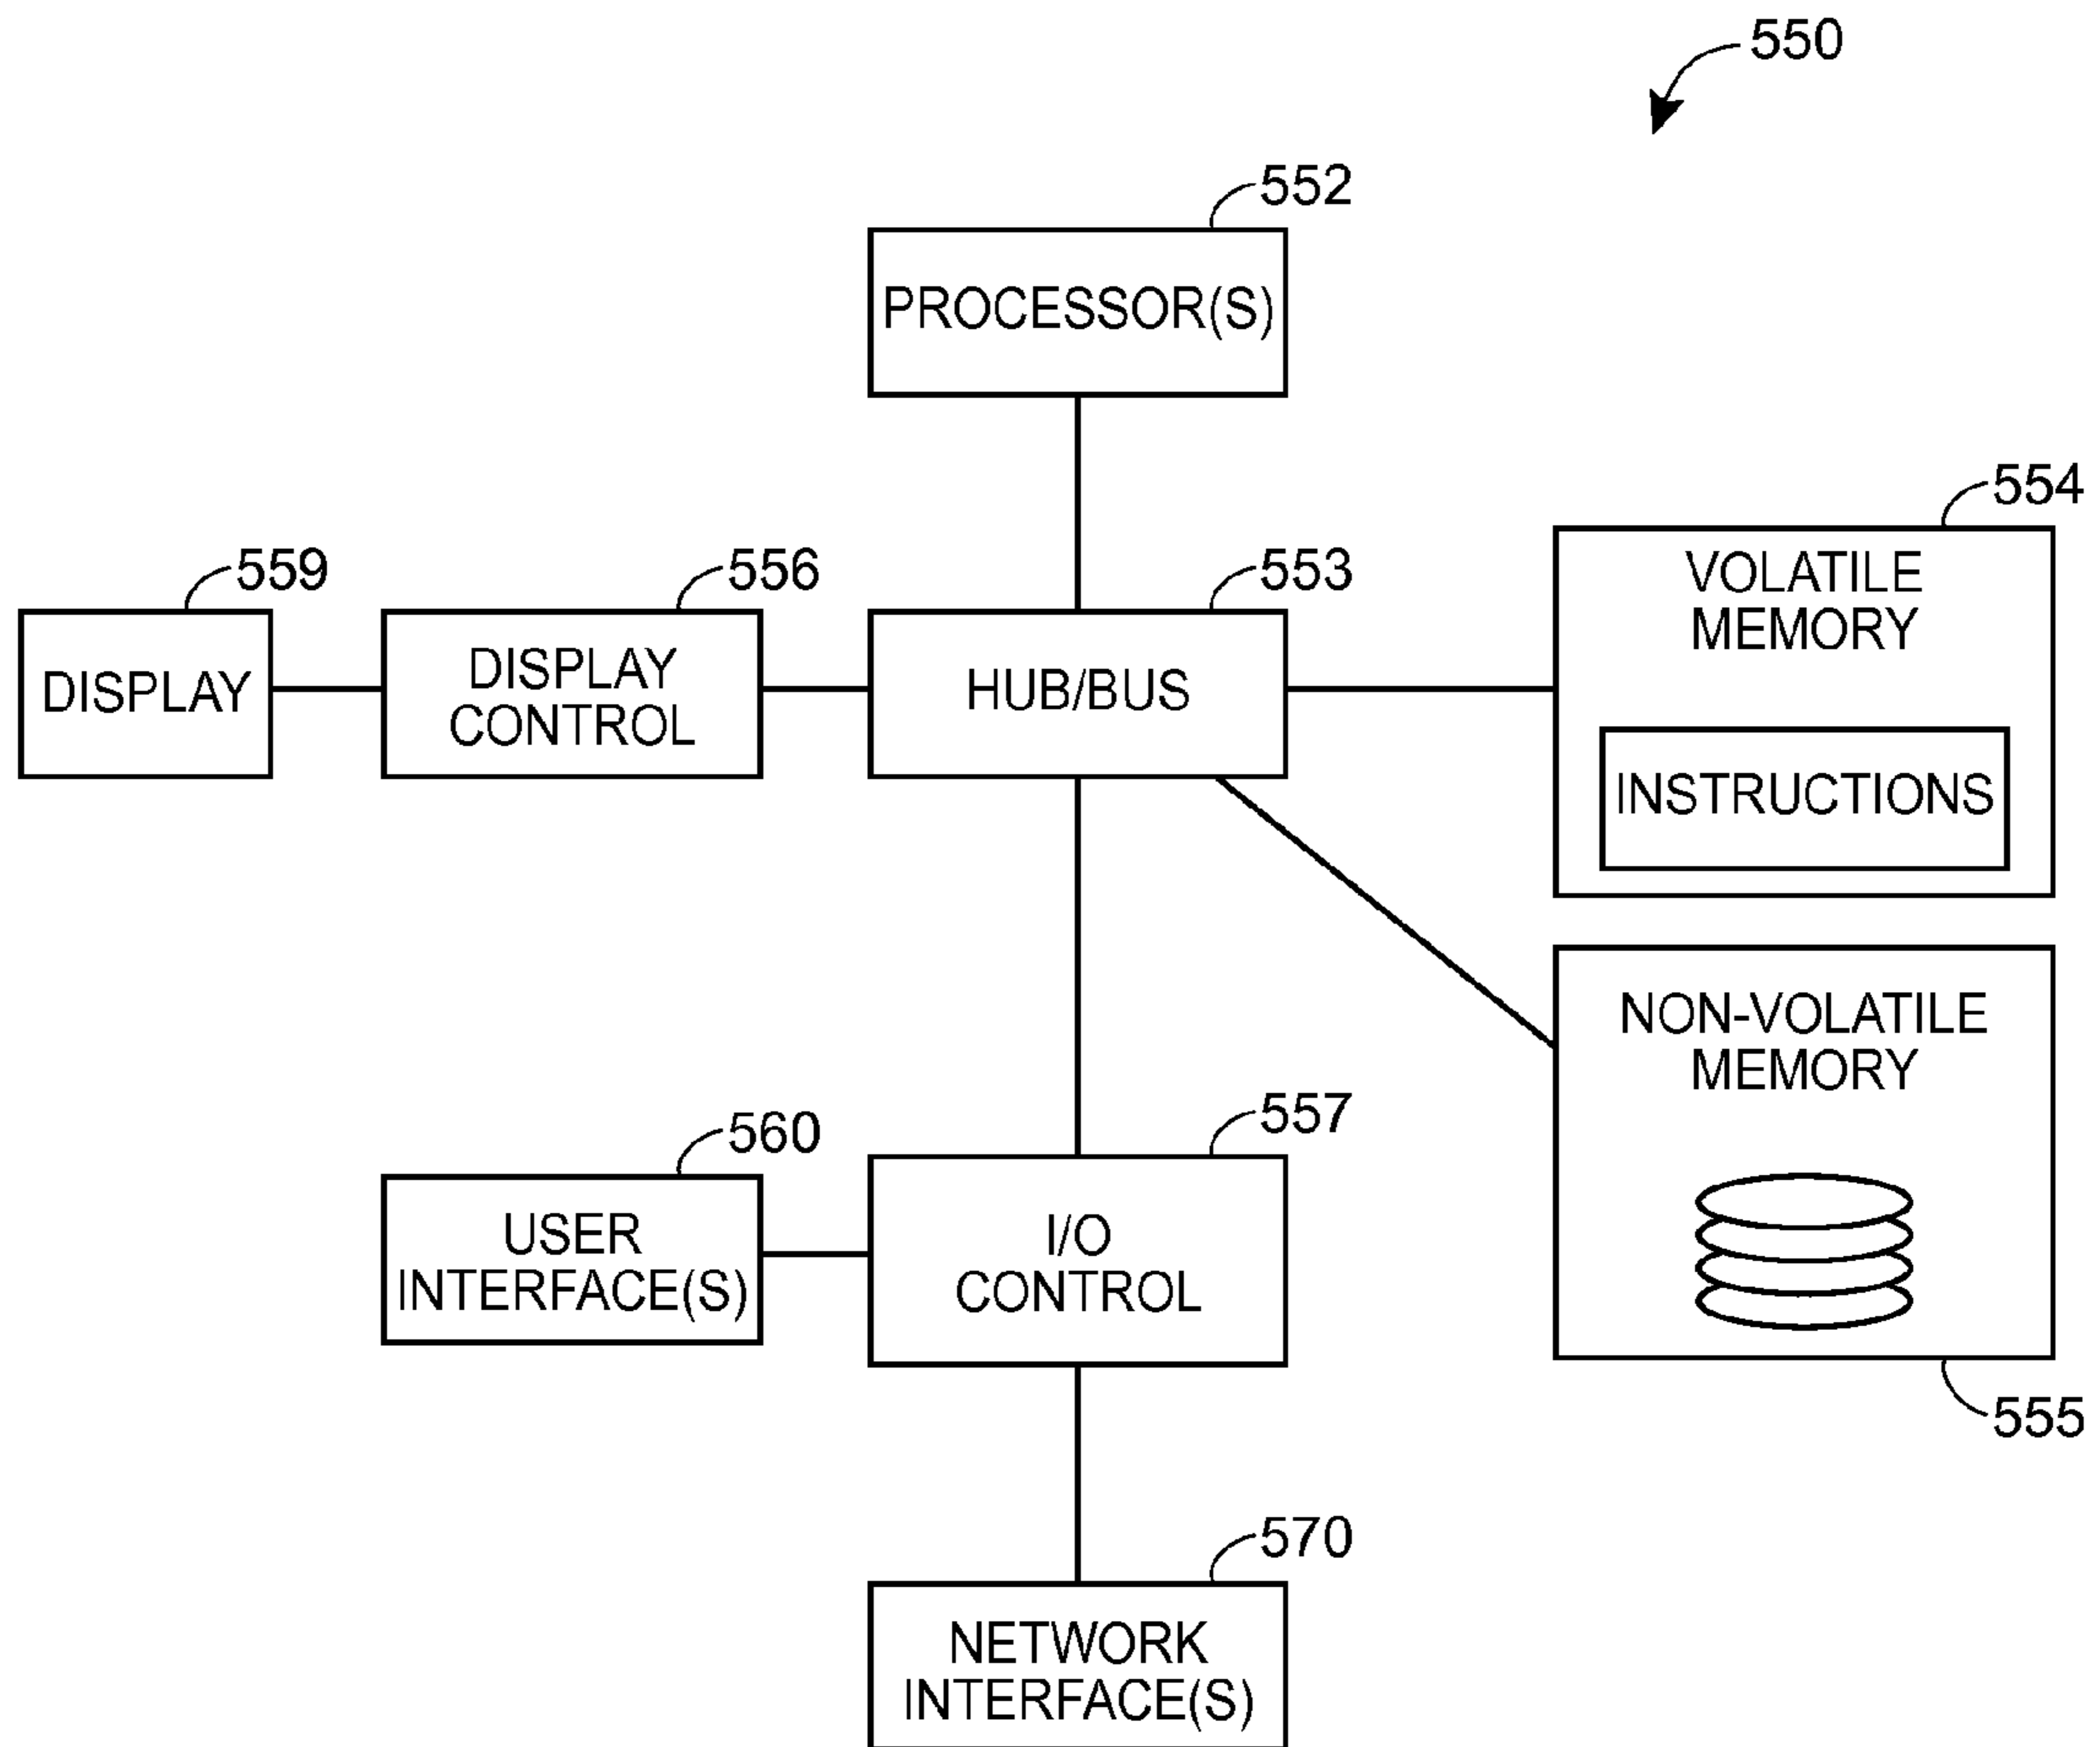 550
552
PROCESSOR(S)
554
559
556
553
VOLATILE
MEMORY
DISPLAY
DISPLAY
CONTROL
HUB/BUS
INSTRUCTIONS
NON-VOLATILE
MEMORY
560
557
USER
INTERFACE(S)
I/O
CONTROL
555
570
NETWORK
INTERFACE(S)